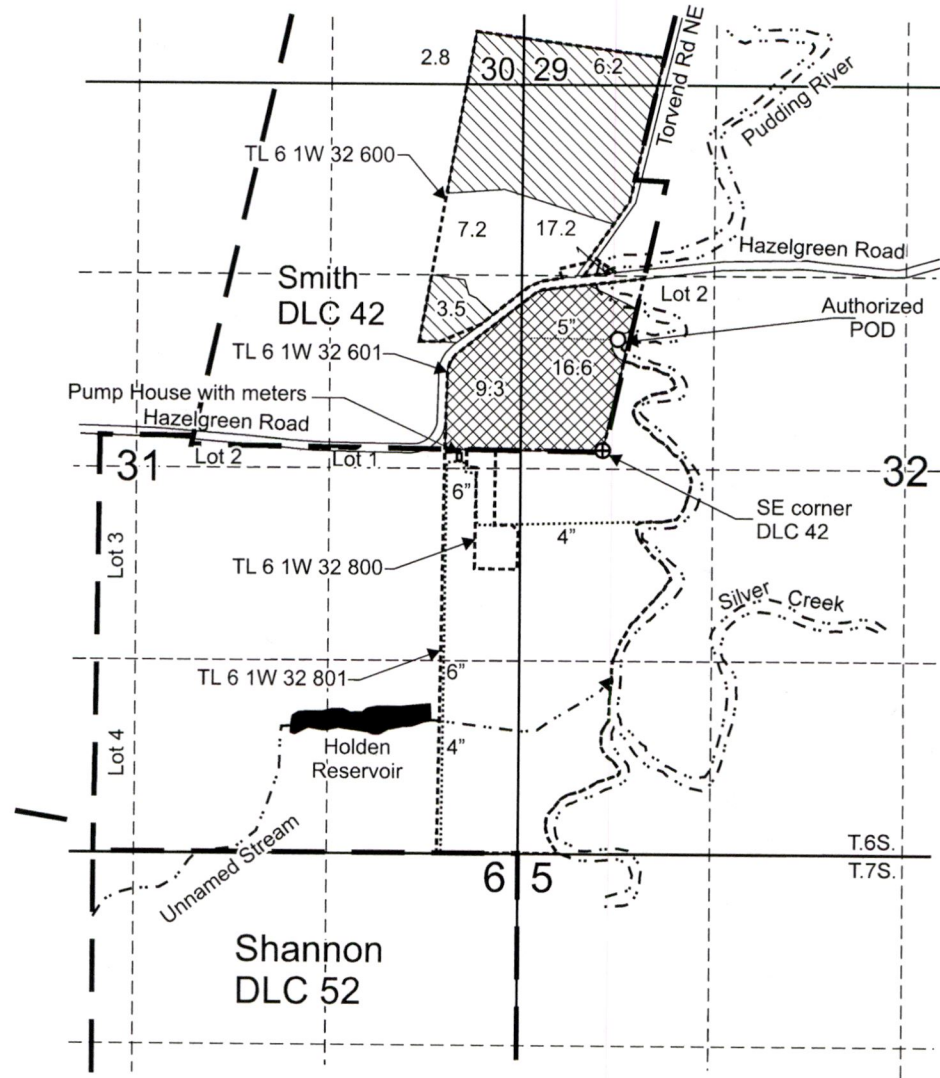 Torvend Rd NE
2.8
30 29
6.2
Pudding River
TL 6 1W 32 600
7.2
17.2
Hazelgreen Road
Smith
DLC 42
Lot 2
3.5
5"
Authorized
POD
TL 6 1W 32 601
16.6
9.3
Pump House with meters
Hazelgreen Road
Lot 2
Lot 1
31
32
6"
SE corner
DLC 42
Lot 3
4"
TL 6 1W 32 800
Silver Creek
TL 6 1W 32 801
6"
Lot 4
4"
Holden
Reservoir
Unnamed Stream
T.6S.
T.7S.
6 5
Shannon
DLC 52